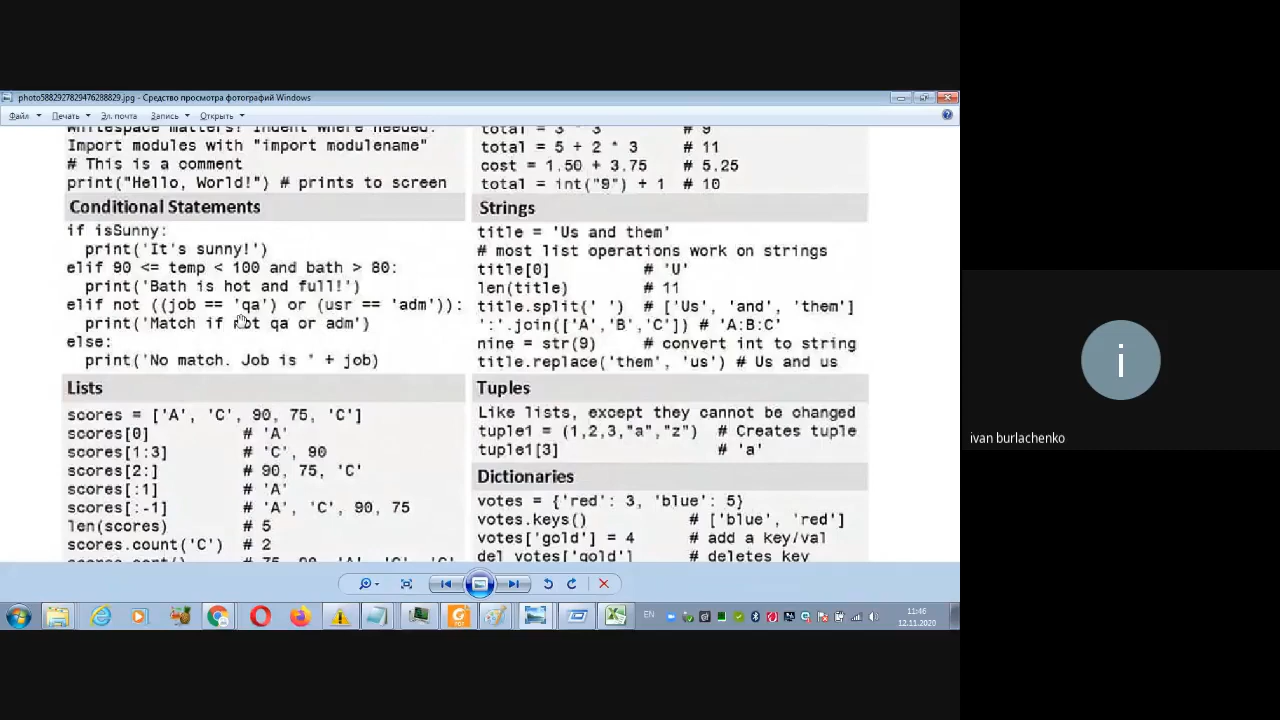 photo5882927829476288829.jpg - Средство просмотра фотографий Windows
Файл Печать Эл. почта Запись Открыть
Whitespace matters! Indent where needed.
Import modules with "import modulename"
# This is a comment
print("Hello, World!") # prints to screen
Conditional Statements
if isSunny:
print('It's sunny!')
elif 90 <= temp < 100 and bath > 80:
print('Bath is hot and full!')
elif not ((job == 'qa') or (usr == 'adm')):
print('Match if not qa or adm')
else:
print('No match. Job is ' + job)
Lists
scores = ['A', 'C', 90, 75, 'C']
scores[0] # 'A'
scores[1:3] # 'C', 90
scores[2:] # 90, 75, 'C'
scores[:1] # 'A'
scores[:-1] # 'A', 'C', 90, 75
len(scores) # 5
scores.count('C') # 2
total = 3 * 3 # 9
total = 5 + 2 * 3 # 11
cost = 1.50 + 3.75 # 5.25
total = int("9") + 1 # 10
Strings
title = 'Us and them'
# most list operations work on strings
title[0] # 'U'
len(title) # 11
title.split(' ') # ['Us', 'and', 'them']
':'.join(['A','B','C']) # 'A:B:C'
nine = str(9) # convert int to string
title.replace('them', 'us') # Us and us
Tuples
Like lists, except they cannot be changed
tuple1 = (1,2,3,"a","z") # Creates tuple
tuple1[3] # 'a'
Dictionaries
votes = {'red': 3, 'blue': 5}
votes.keys() # ['blue', 'red']
votes['gold'] = 4 # add a key/val
del votes['gold'] # deletes key
EN
11:46
12.11.2020
i
ivan burlachenko